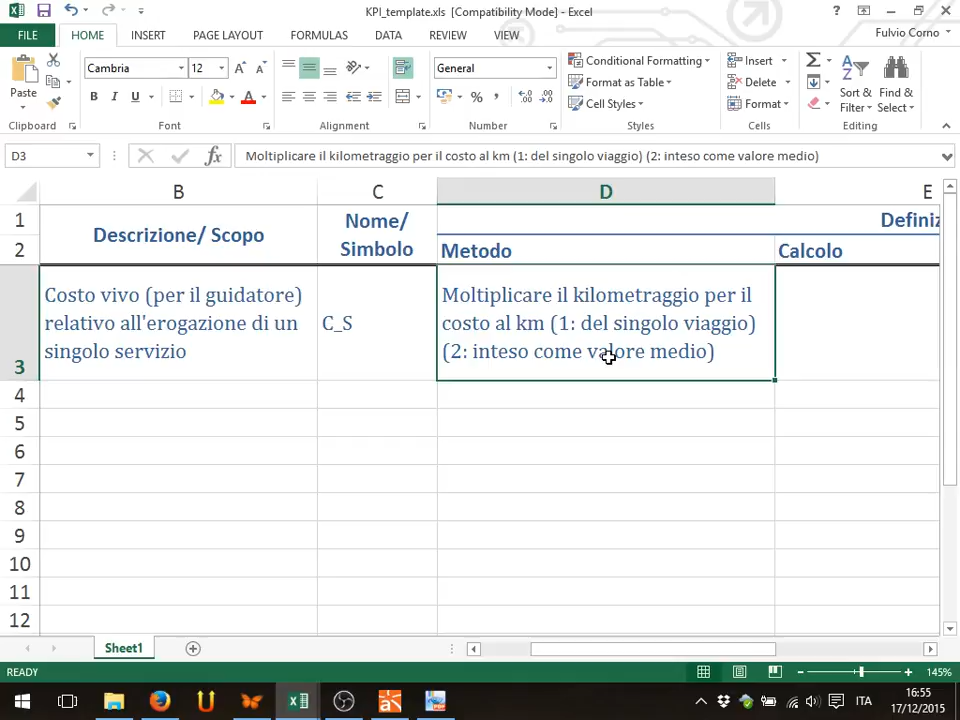 KPI_template.xls [Compatibility Mode] - Excel
FILE HOME INSERT PAGE LAYOUT FORMULAS DATA REVIEW VIEW Fulvio Corno
Paste
Cambria 12
B I U A
General
%
Conditional Formatting
Format as Table
Cell Styles
Insert
Delete
Format
Sort & Filter
Find & Select
Clipboard Font Alignment Number Styles Cells Editing
D3 fx Moltiplicare il kilometraggio per il costo al km (1: del singolo viaggio) (2: inteso come valore medio)
B C D E
1 Descrizione/ Scopo Nome/ Simbolo Definiz
2 Metodo Calcolo
Costo vivo (per il guidatore)
relativo all'erogazione di un
singolo servizio
C_S
Moltiplicare il kilometraggio per il
costo al km (1: del singolo viaggio)
(2: inteso come valore medio)
3
4
5
6
7
8
9
10
11
12
Sheet1
READY 145%
ITA
16:55
17/12/2015